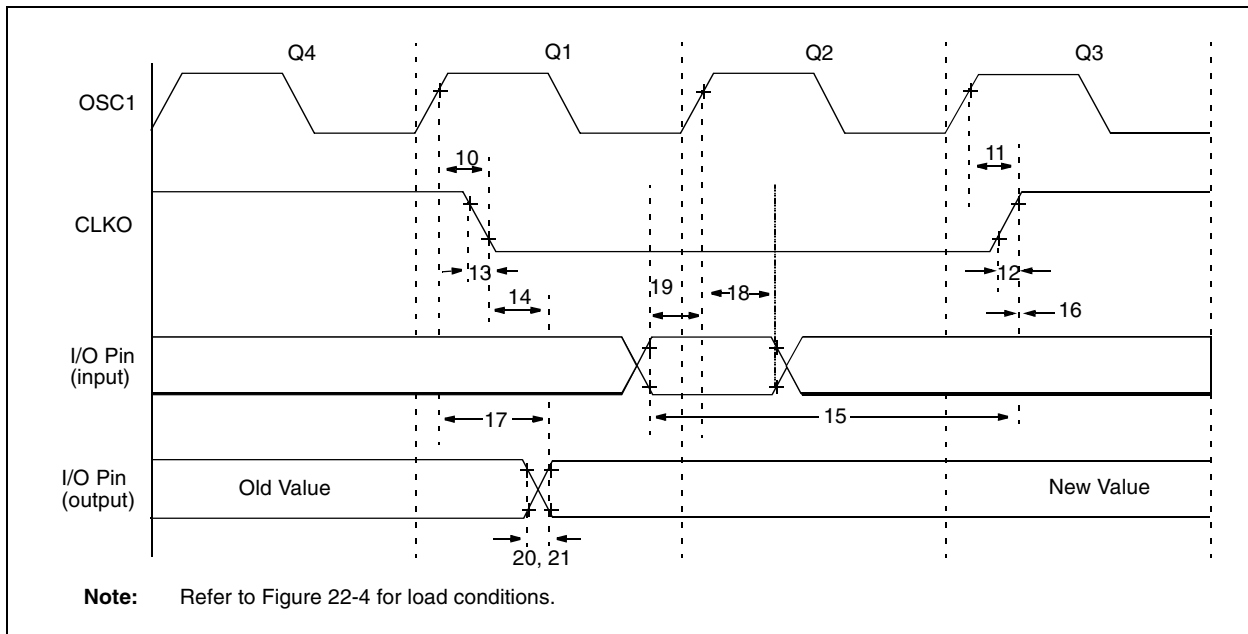 Q4 Q1 Q2 Q3
OSC1
10 11
CLKO
13 12
14 19 18
16
I/O Pin
(input)
17 15
I/O Pin
(output)
Old Value New Value
20, 21
Note: Refer to Figure 22-4 for load conditions.